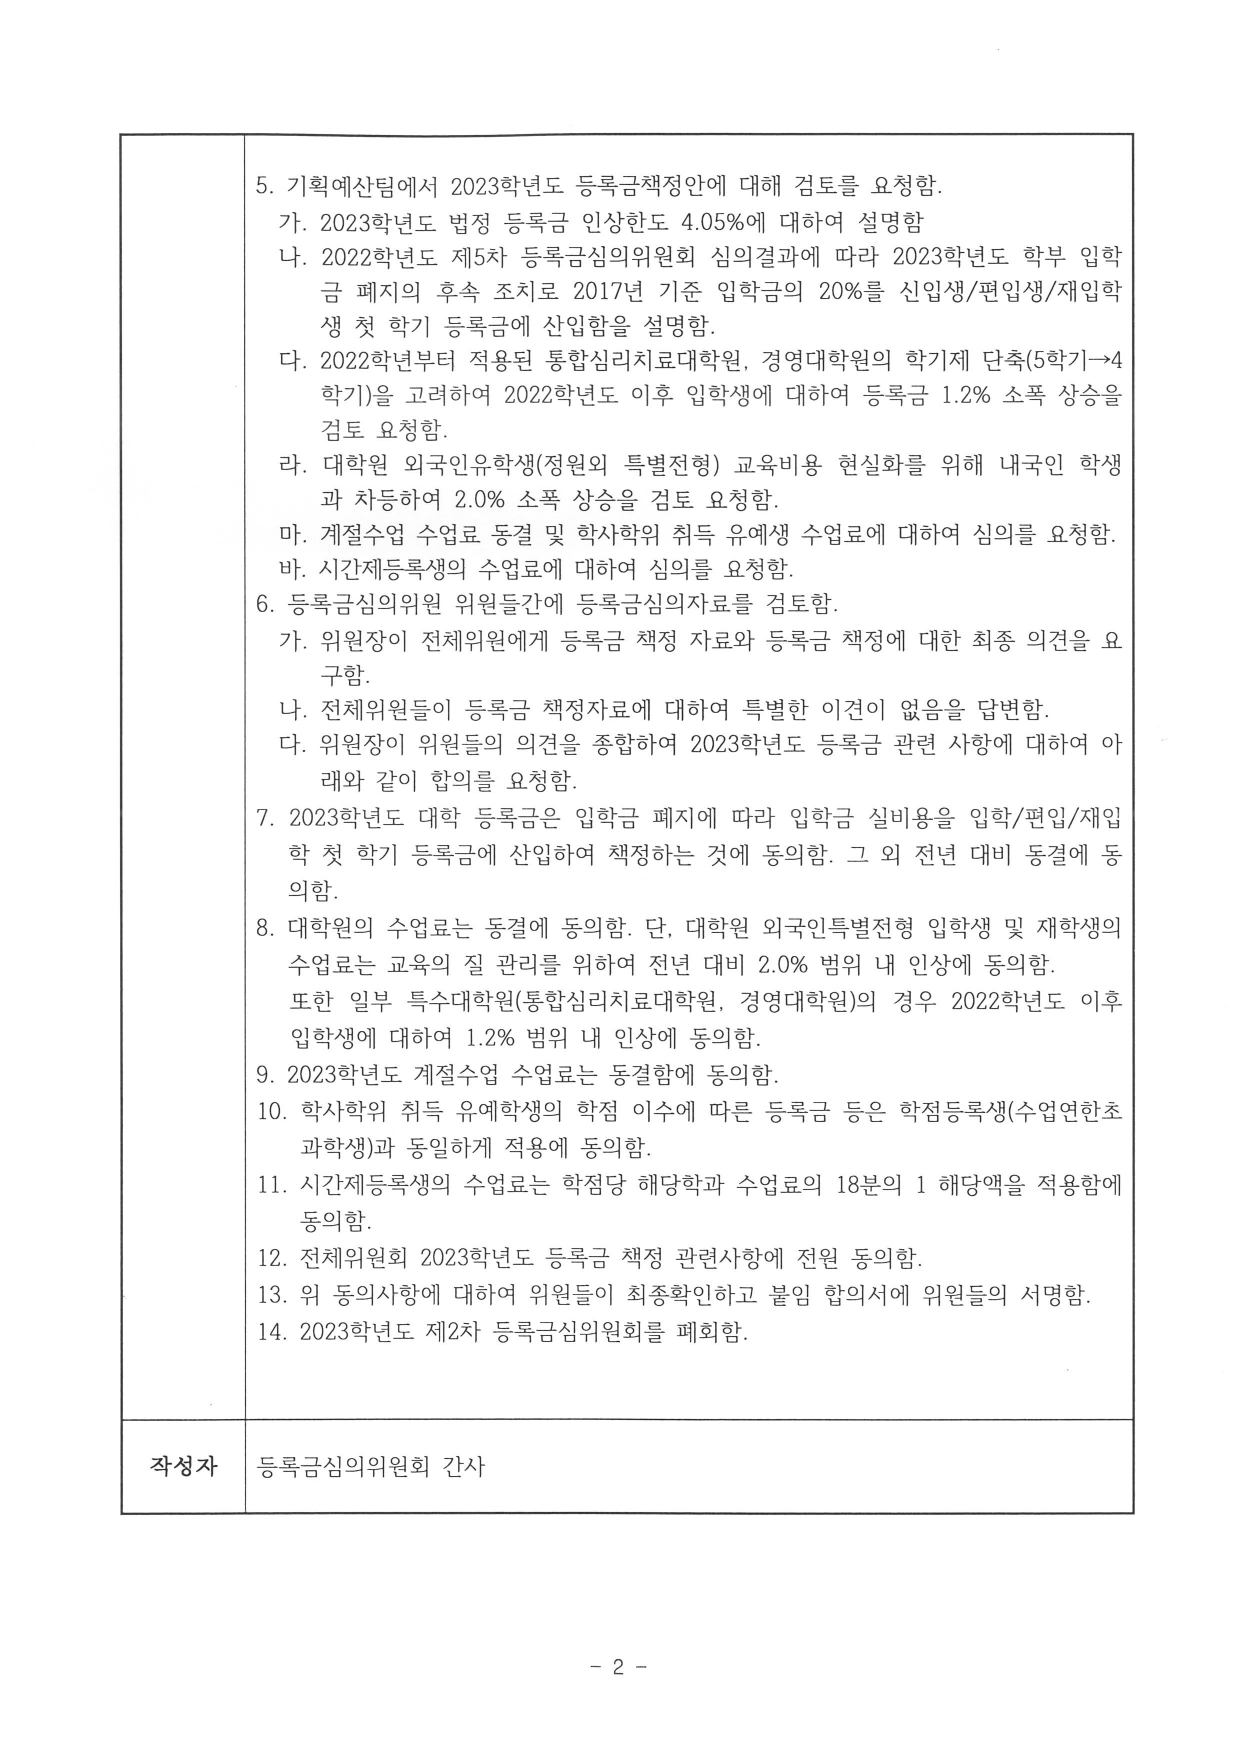 5. 기획예산팀에서 2023학년도 등록금책정안에 대해 검토를 요청함.
가. 2023학년도 법정 등록금 인상한도 4.05%에 대하여 설명함
나. 2022학년도 제5차 등록금심의위원회 심의결과에 따라 2023학년도 학부 입학
금 폐지의 후속 조치로 2017년 기준 입학금의 20%를 신입생/편입생/재입학
생 첫 학기 등록금에 산입함을 설명함.
다. 2022학년부터 적용된 통합심리치료대학원, 경영대학원의 학기제 단축(5학기→4
학기)을 고려하여 2022학년도 이후 입학생에 대하여 등록금 1.2% 소폭 상승을
검토 요청함.
라. 대학원 외국인유학생(정원외 특별전형) 교육비용 현실화를 위해 내국인 학생
과 차등하여 2.0% 소폭 상승을 검토 요청함.
마. 계절수업 수업료 동결 및 학사학위 취득 유예생 수업료에 대하여 심의를 요청함.
바. 시간제등록생의 수업료에 대하여 심의를 요청함.
6. 등록금심의위원 위원들간에 등록금심의자료를 검토함.
가. 위원장이 전체위원에게 등록금 책정 자료와 등록금 책정에 대한 최종 의견을 요
구함.
나. 전체위원들이 등록금 책정자료에 대하여 특별한 이견이 없음을 답변함.
다. 위원장이 위원들의 의견을 종합하여 2023학년도 등록금 관련 사항에 대하여 아
래와 같이 합의를 요청함.
7. 2023학년도 대학 등록금은 입학금 폐지에 따라 입학금 실비용을 입학/편입/재입
학 첫 학기 등록금에 산입하여 책정하는 것에 동의함. 그 외 전년 대비 동결에 동
의함.
8. 대학원의 수업료는 동결에 동의함. 단, 대학원 외국인특별전형 입학생 및 재학생의
수업료는 교육의 질 관리를 위하여 전년 대비 2.0% 범위 내 인상에 동의함.
또한 일부 특수대학원(통합심리치료대학원, 경영대학원)의 경우 2022학년도 이후
입학생에 대하여 1.2% 범위 내 인상에 동의함.
9. 2023학년도 계절수업 수업료는 동결함에 동의함.
10. 학사학위 취득 유예학생의 학점 이수에 따른 등록금 등은 학점등록생(수업연한초
과학생)과 동일하게 적용에 동의함.
11. 시간제등록생의 수업료는 학점당 해당학과 수업료의 18분의 1 해당액을 적용함에
동의함.
12. 전체위원회 2023학년도 등록금 책정 관련사항에 전원 동의함.
13. 위 동의사항에 대하여 위원들이 최종확인하고 붙임 합의서에 위원들의 서명함.
14. 2023학년도 제2차 등록금심위원회를 폐회함.
작성자 등록금심의위원회 간사
- 2 -